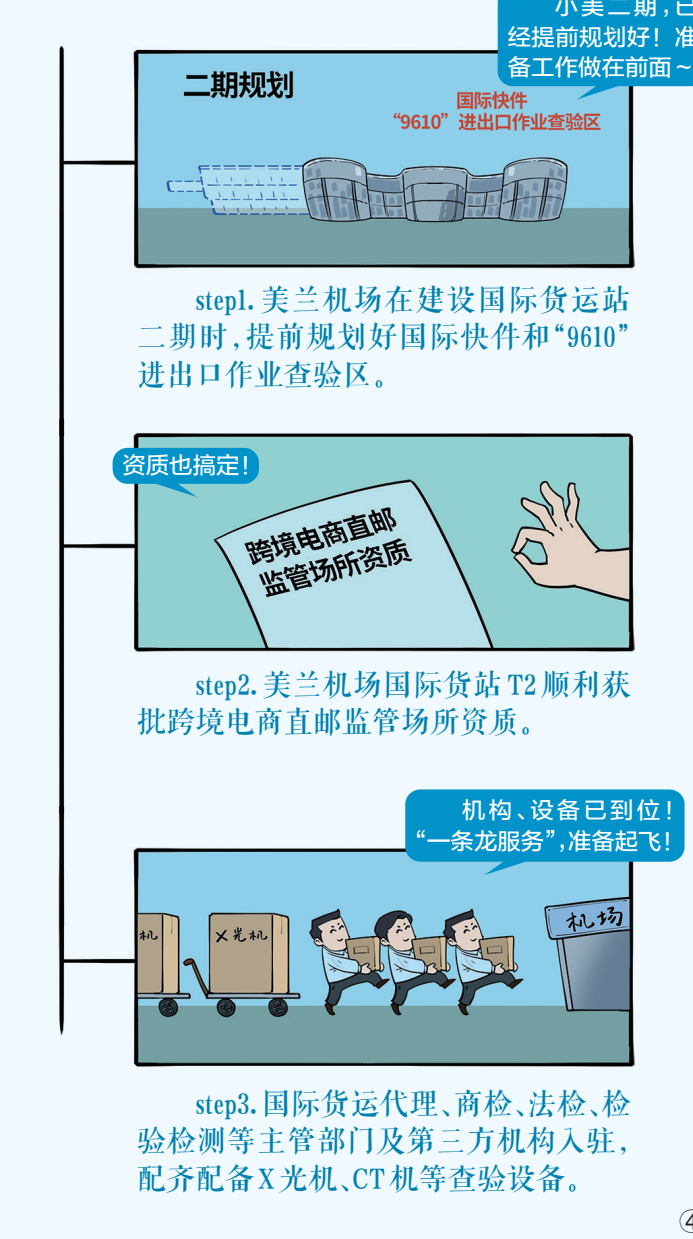 小美二期，已
经提前规划好！准
备工作做在前面～
二期规划
国际快件
“9610”进出口作业查验区
step1.美兰机场在建设国际货运站
二期时，提前规划好国际快件和“9610”
进出口作业查验区。
资质也搞定！
跨境电商直邮
监管场所资质
step2.美兰机场国际货站T2顺利获
批跨境电商直邮监管场所资质。
机构、设备已到位！
“一条龙服务”，准备起飞！
机
X光机
机场
step3.国际货运代理、商检、法检、检
验检测等主管部门及第三方机构入驻，
配齐配备X光机、CT机等查验设备。
④